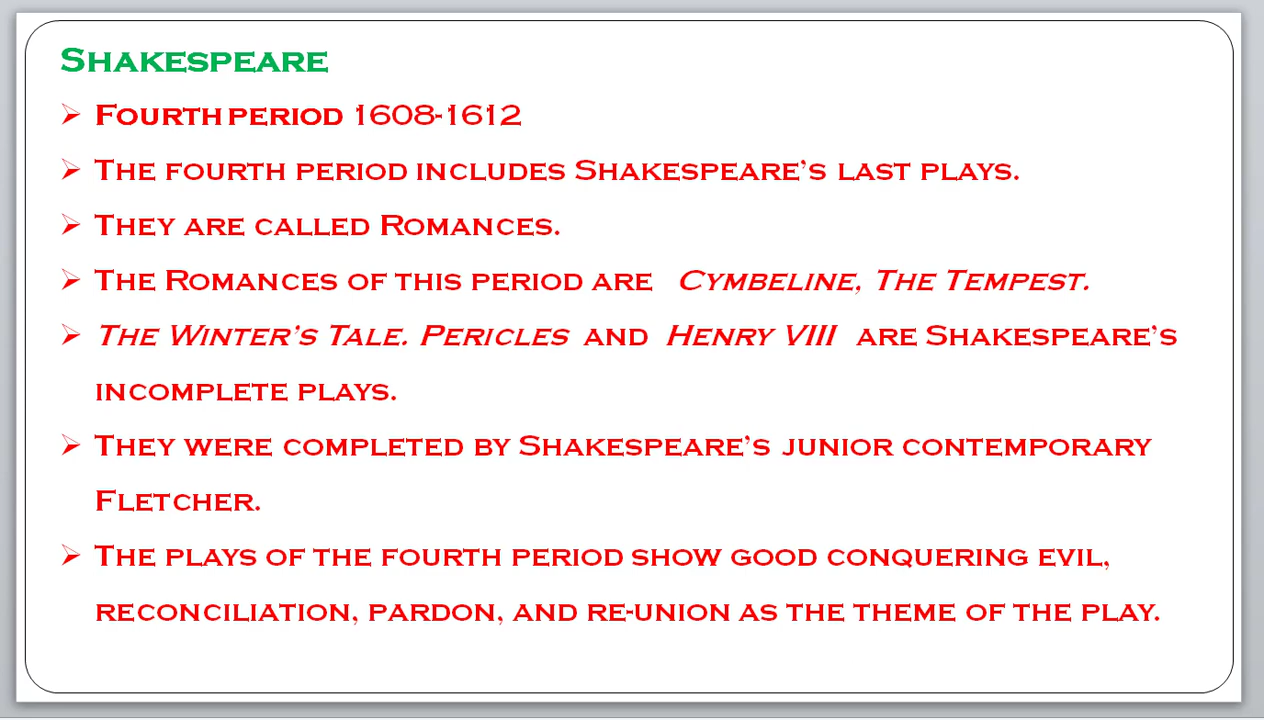 Shakespeare
➢ Fourth period 1608-1612
➢ The fourth period includes Shakespeare's last plays.
➢ They are called Romances.
➢ The Romances of this period are Cymbeline, The Tempest.
➢ The Winter's Tale. Pericles and Henry VIII are Shakespeare's
incomplete plays.
➢ They were completed by Shakespeare's junior contemporary
Fletcher.
➢ The plays of the fourth period show good conquering evil,
reconciliation, pardon, and re-union as the theme of the play.